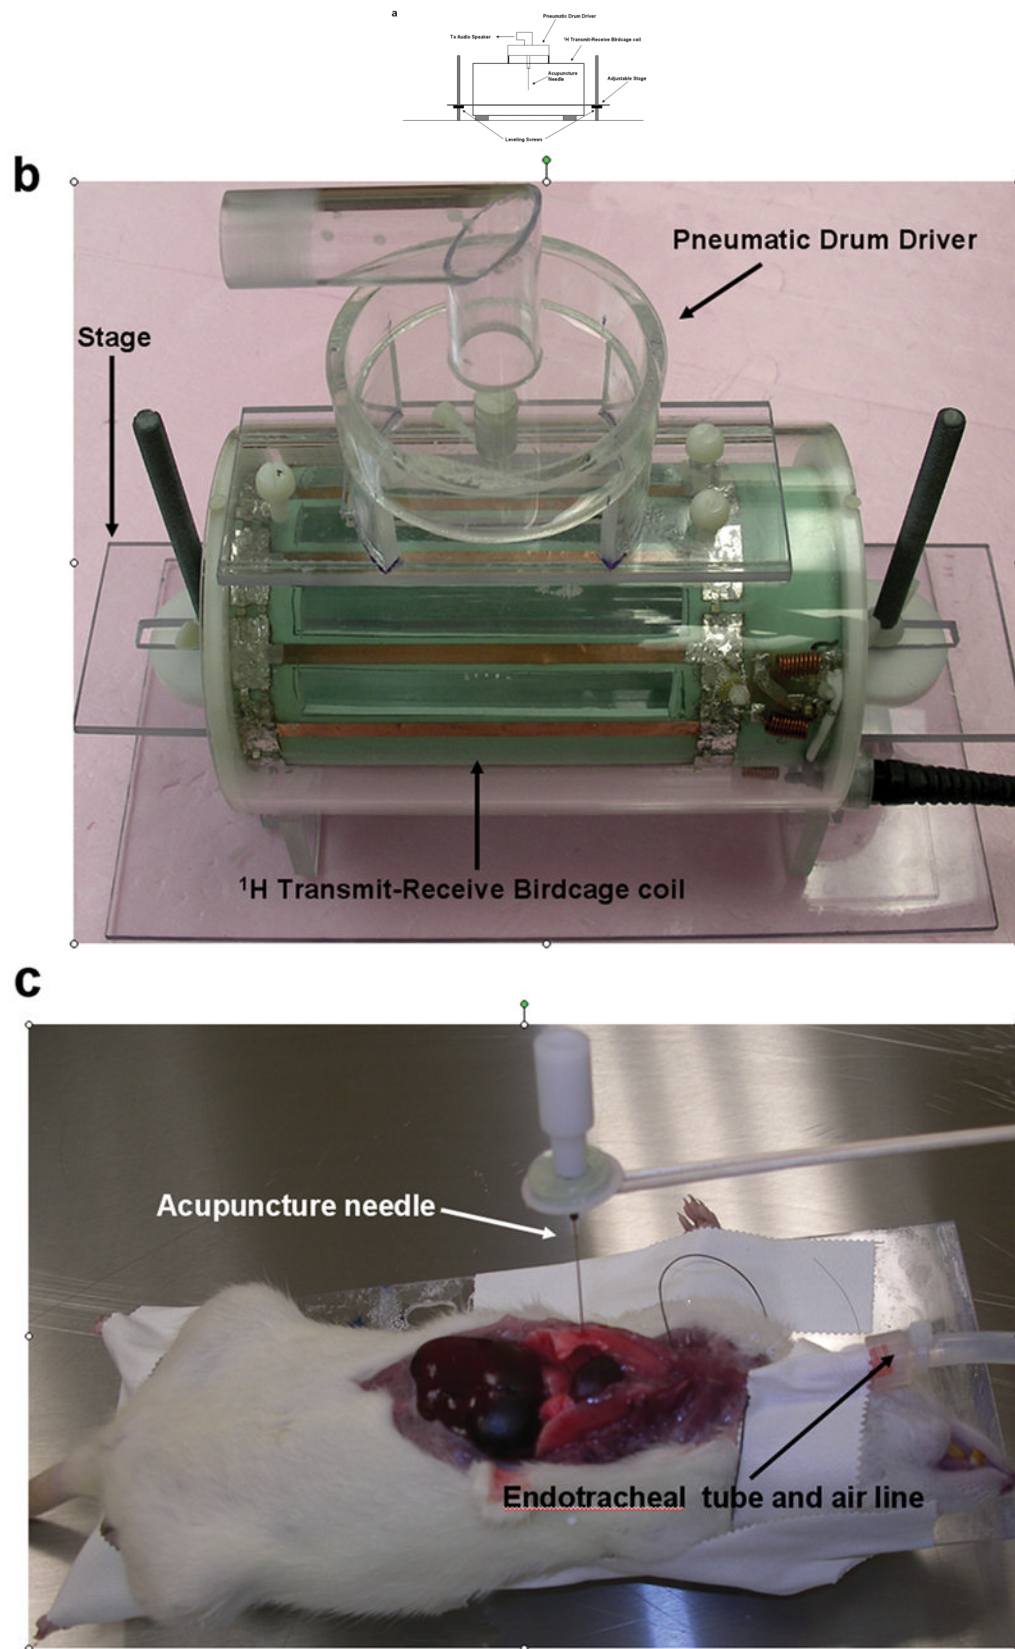 a
Pneumatic Drum Driver
To Audio Speaker
¹H Transmit-Receive Birdcage coil
Acupuncture
Needle
Adjustable Stage
Leveling Screws
b
Pneumatic Drum Driver
Stage
¹H Transmit-Receive Birdcage coil
c
Acupuncture needle
Endotracheal tube and air line